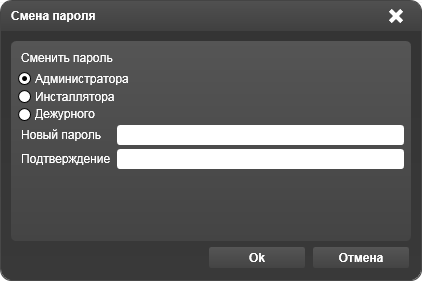 Смена пароля
Сменить пароль
Администратора
Инсталлятора
Дежурного
Новый пароль
Подтверждение
Ok
Отмена